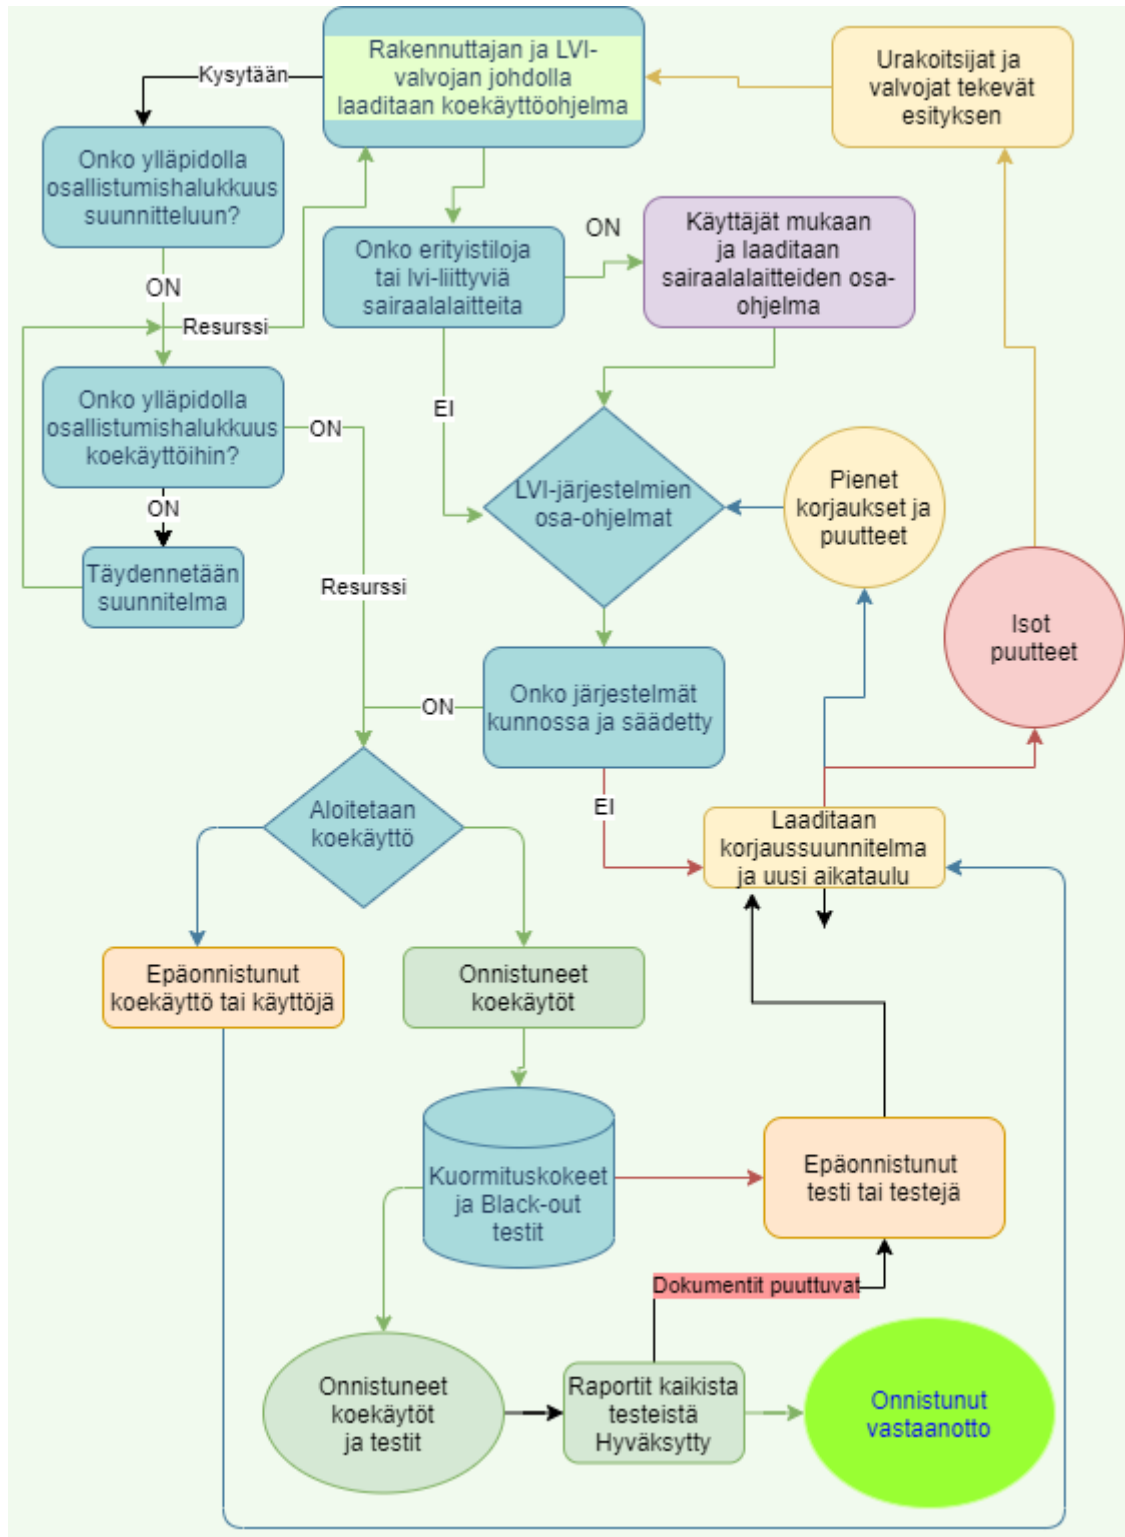 Rakennuttajan ja LVI-
valvojan johdolla
laaditaan koekäyttöohjelma
Urakoitsijat ja
valvojat tekevät
esityksen
Kysytään
Onko ylläpidolla
osallistumishalukkuus
suunnitteluun?
Onko erityistiloja
tai lvi-liittyviä
sairaalalaitteita
ON
Käyttäjät mukaan
ja laaditaan
sairaalalaitteiden osa-
ohjelma
ON
Resurssi
Onko ylläpidolla
osallistumishalukkuus
koekäyttöihin?
ON
EI
ON
Täydennetään
suunnitelma
LVI-järjestelmien
osa-ohjelmat
Pienet
korjaukset ja
puutteet
Isot
puutteet
Resurssi
Onko järjestelmät
kunnossa ja säädetty
ON
EI
Aloitetaan
koekäyttö
Laaditaan
korjaussuunnitelma
ja uusi aikataulu
Epäonnistunut
koekäyttö tai käyttöjä
Onnistuneet
koekäytöt
Kuormituskokeet
ja Black-out
testit
Epäonnistunut
testi tai testejä
Dokumentit puuttuvat
Onnistuneet
koekäytöt
ja testit
Raportit kaikista
testeistä
Hyväksytty
Onnistunut
vastaanotto